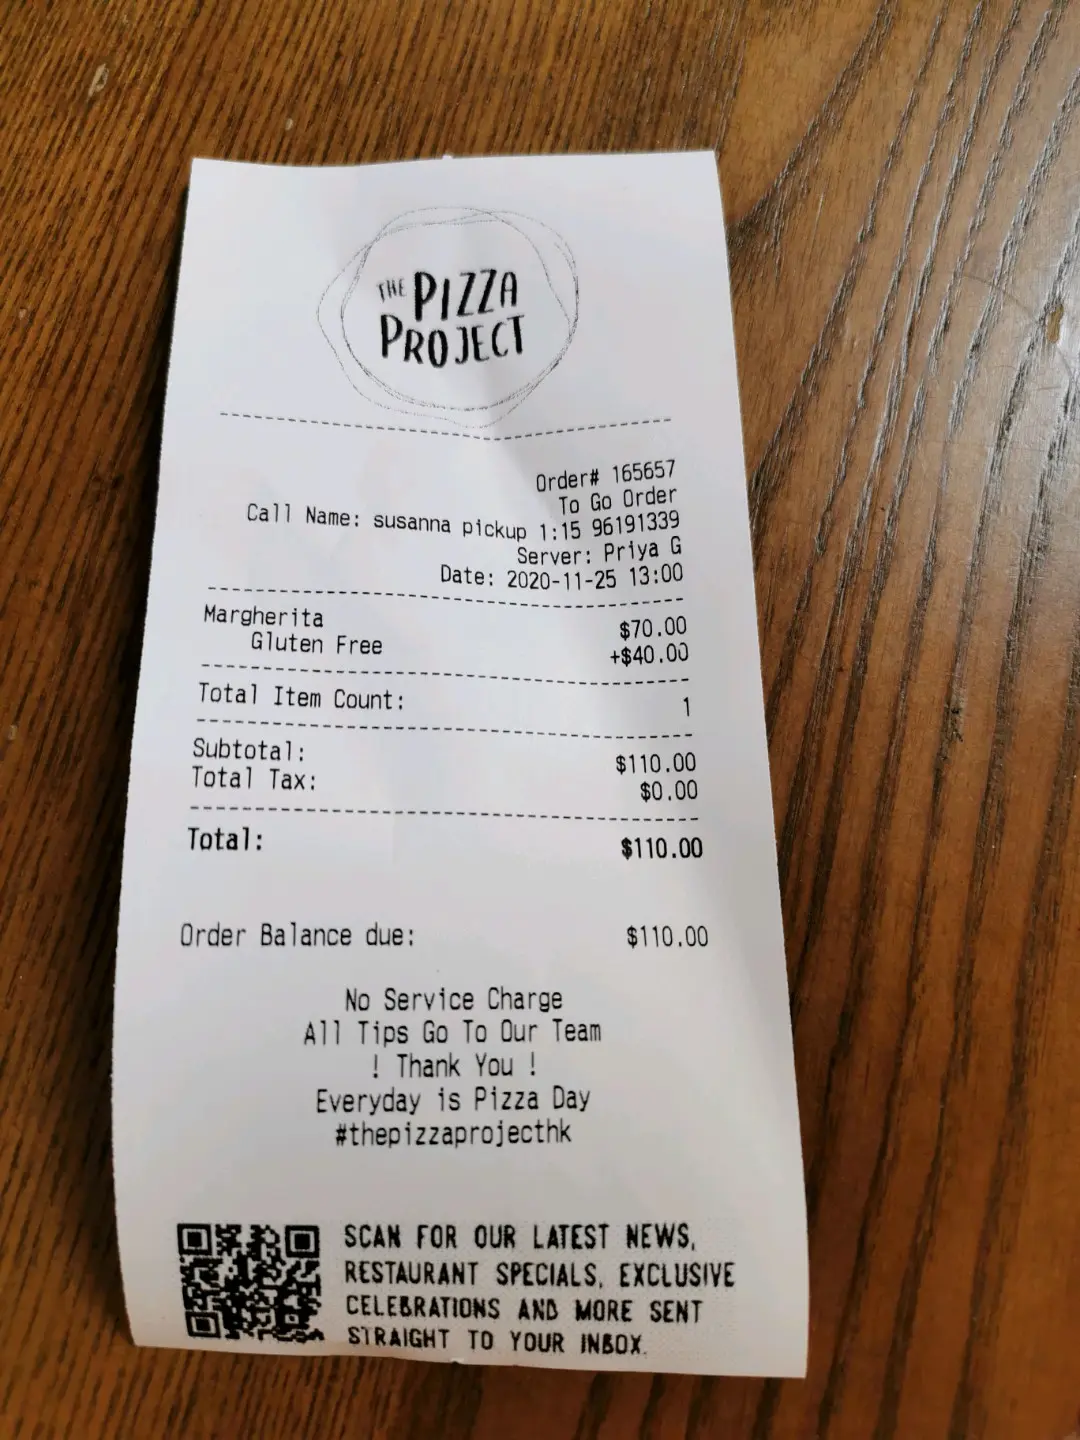 THE PIZZA
PROJECT
Order# 165657
To Go Order
Call Name: susanna pickup 1:15 96191339
Server: Priya G
Date: 2020-11-25 13:00
Margherita $70.00
Gluten Free +$40.00
Total Item Count: 1
Subtotal: $110.00
Total Tax: $0.00
Total: $110.00
Order Balance due: $110.00
No Service Charge
All Tips Go To Our Team
! Thank You !
Everyday is Pizza Day
#thepizzaprojecthk
SCAN FOR OUR LATEST NEWS,
RESTAURANT SPECIALS, EXCLUSIVE
CELEBRATIONS AND MORE SENT
STRAIGHT TO YOUR INBOX.